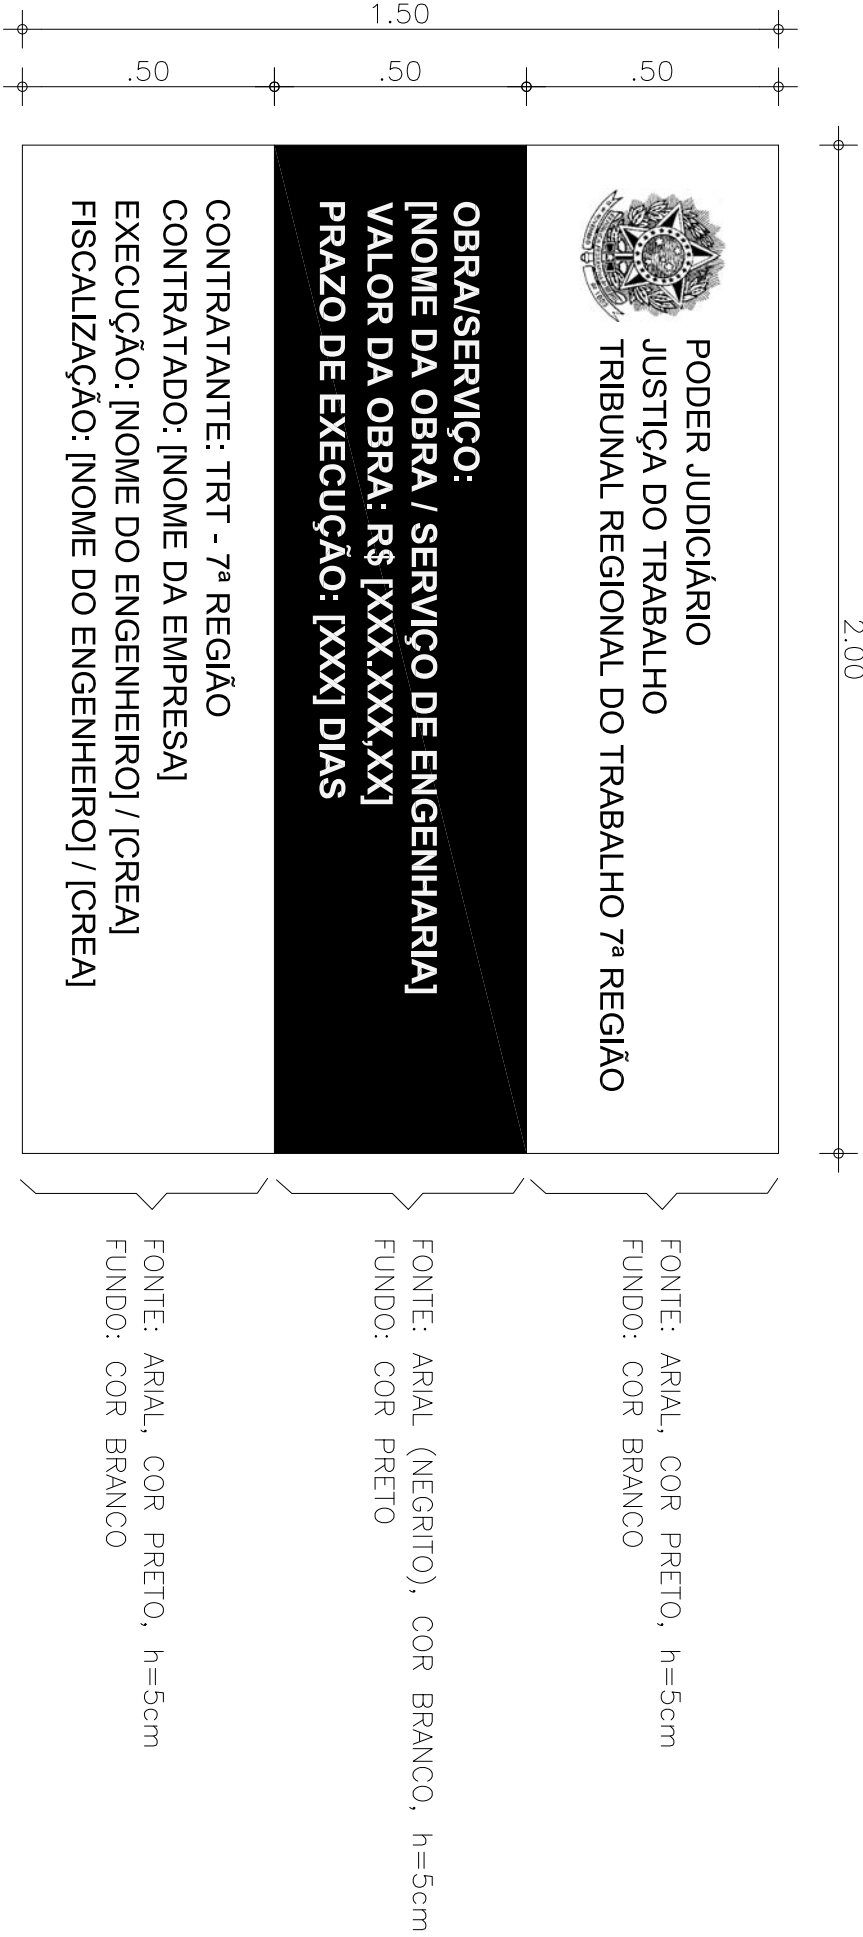 2.00
PODER JUDICIÁRIO
JUSTIÇA DO TRABALHO
TRIBUNAL REGIONAL DO TRABALHO 7ª REGIÃO
FONTE: ARIAL, COR PRETO, h=5cm
FUNDO: COR BRANCO
.50
OBRA/SERVIÇO:
[NOME DA OBRA / SERVIÇO DE ENGENHARIA]
VALOR DA OBRA: R$ [XXX.XXX,XX]
PRAZO DE EXECUÇÃO: [XXX] DIAS
FONTE: ARIAL (NEGRITO), COR BRANCO, h=5cm
FUNDO: COR PRETO
.50
1.50
CONTRATANTE: TRT - 7ª REGIÃO
CONTRATADO: [NOME DA EMPRESA]
EXECUÇÃO: [NOME DO ENGENHEIRO] / [CREA]
FISCALIZAÇÃO: [NOME DO ENGENHEIRO] / [CREA]
FONTE: ARIAL, COR PRETO, h=5cm
FUNDO: COR BRANCO
.50